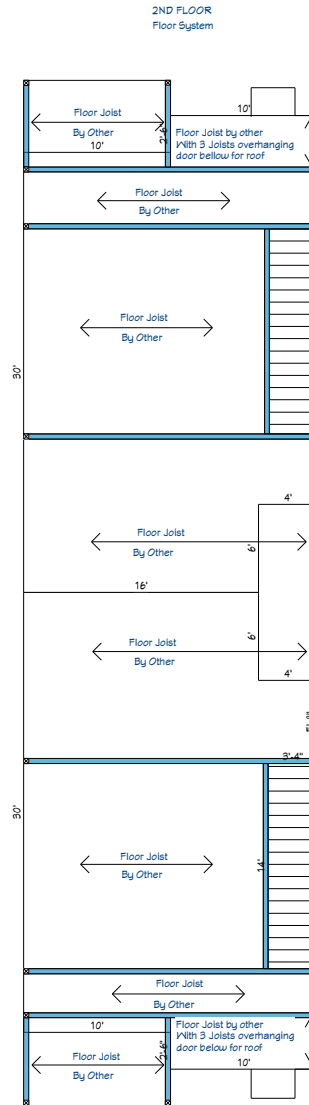 2ND FLOOR
Floor System
Floor Joist
By Other
10'
2'-6"
10'
Floor Joist by other
With 3 Joists overhanging
door bellow for roof
Floor Joist
By Other
Floor Joist
By Other
30'
4'
Floor Joist
By Other
6'
16'
Floor Joist
By Other
6'
4'
3'-4"
30'
Floor Joist
By Other
14'
Floor Joist
By Other
10'
2'-6"
Floor Joist by other
With 3 Joists overhanging
door below for roof
Floor Joist
By Other
10'